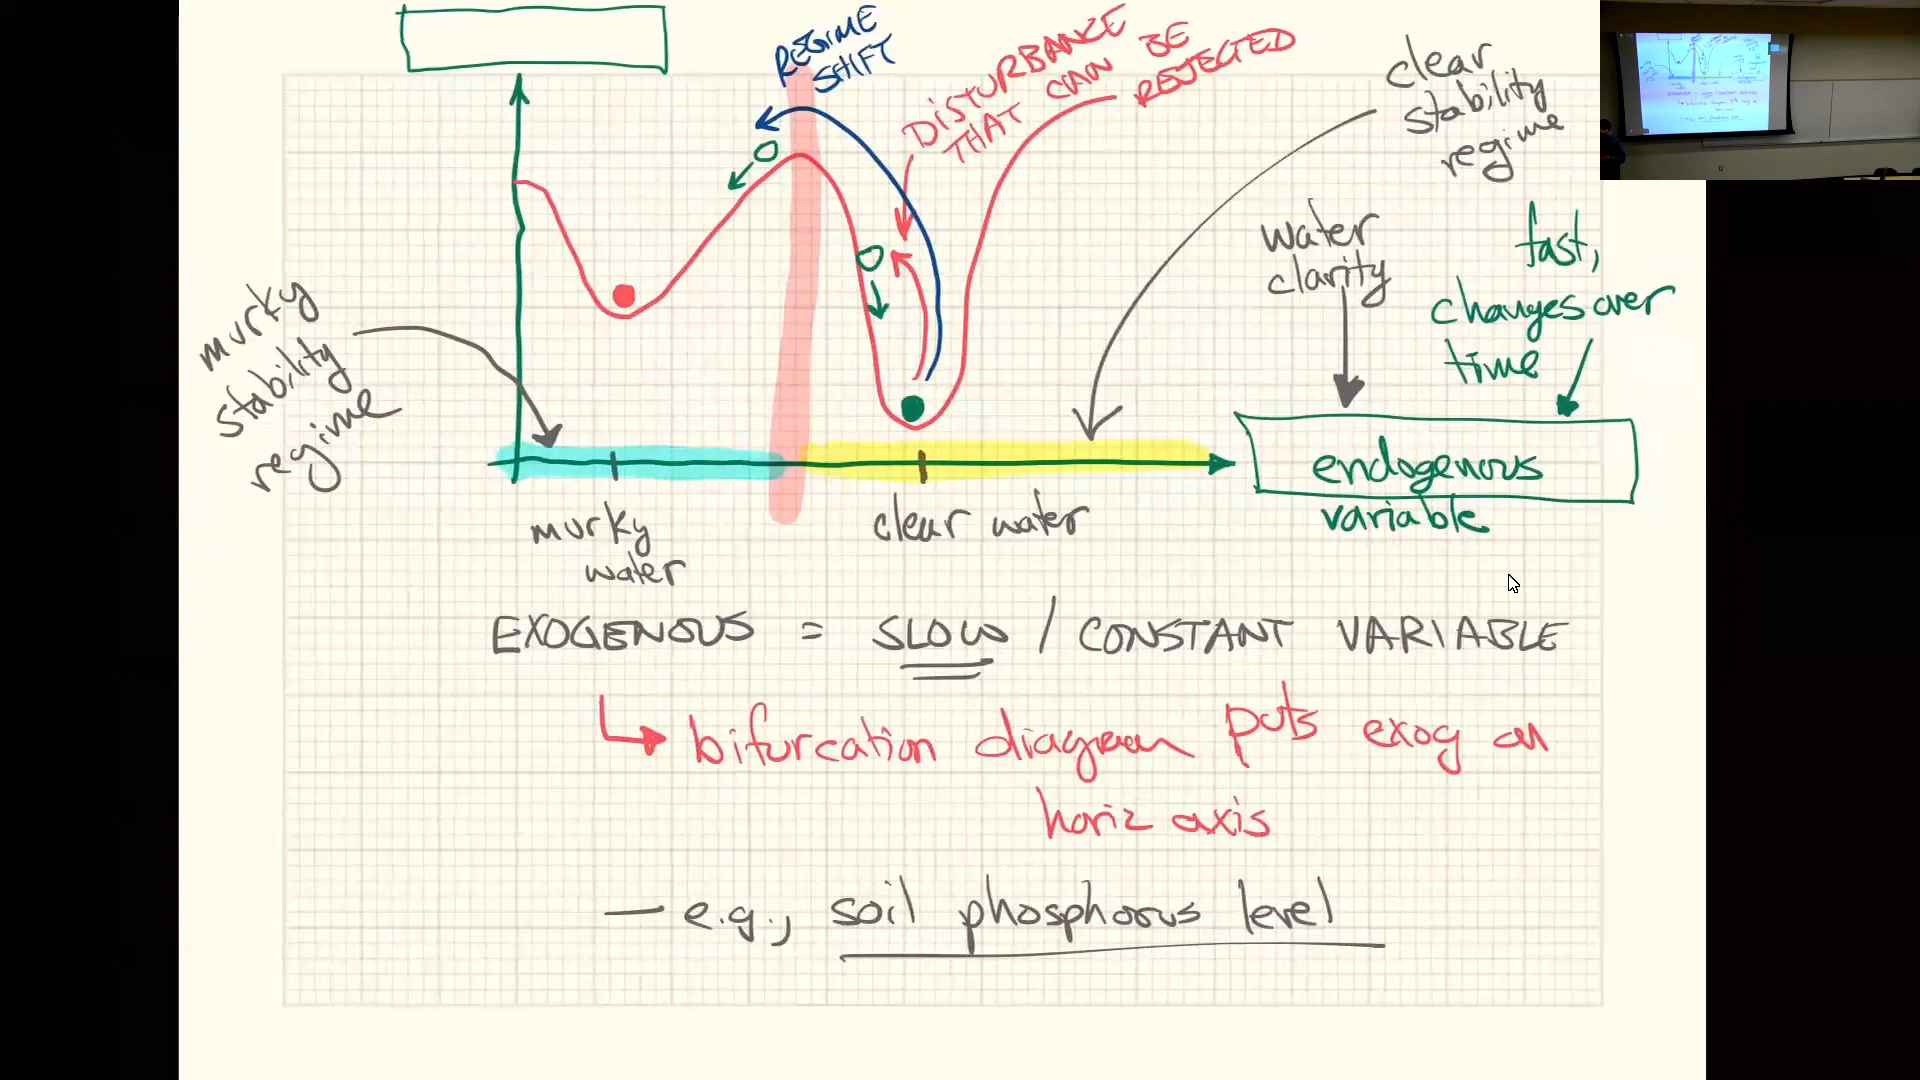 REGIME
SHIFT
DISTURBANCE
THAT CAN BE
REJECTED
clear
stability
regime
water
clarity
fast,
changes over
time
murky
stability
regime
endogenous
variable
murky
water
clear water
EXOGENOUS = SLOW / CONSTANT VARIABLE
bifurcation diagram puts exog on
horiz axis
— e.g., soil phosphorus level